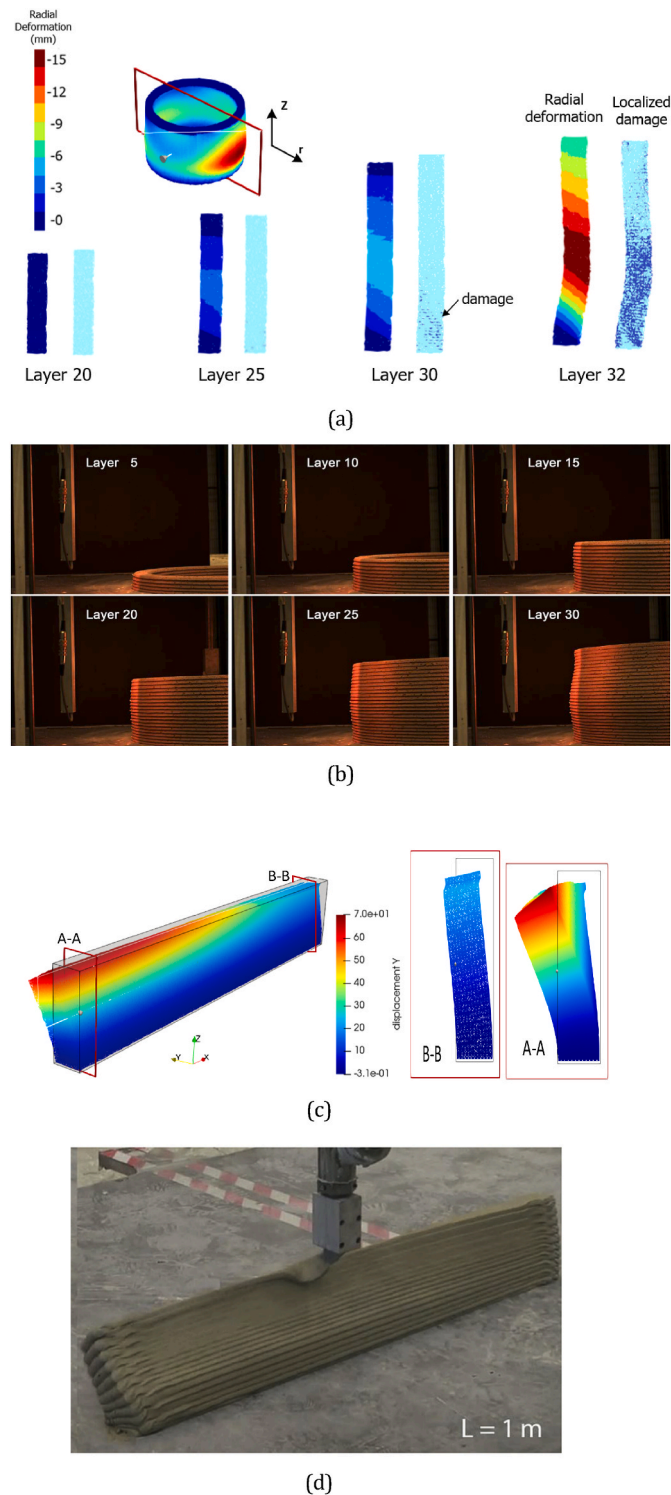 Radial
Deformation
(mm)
-15
-12
-9
-6
-3
-0
Z
r
Radial
deformation
Localized
damage
damage
Layer 20
Layer 25
Layer 30
Layer 32
(a)
Layer 5
Layer 10
Layer 15
Layer 20
Layer 25
Layer 30
(b)
B-B
A-A
7.0e+01
60
50
40
30
20
10
-3.1e-01
displacement Y
Z
Y
X
B-B
A-A
(c)
L = 1 m
(d)